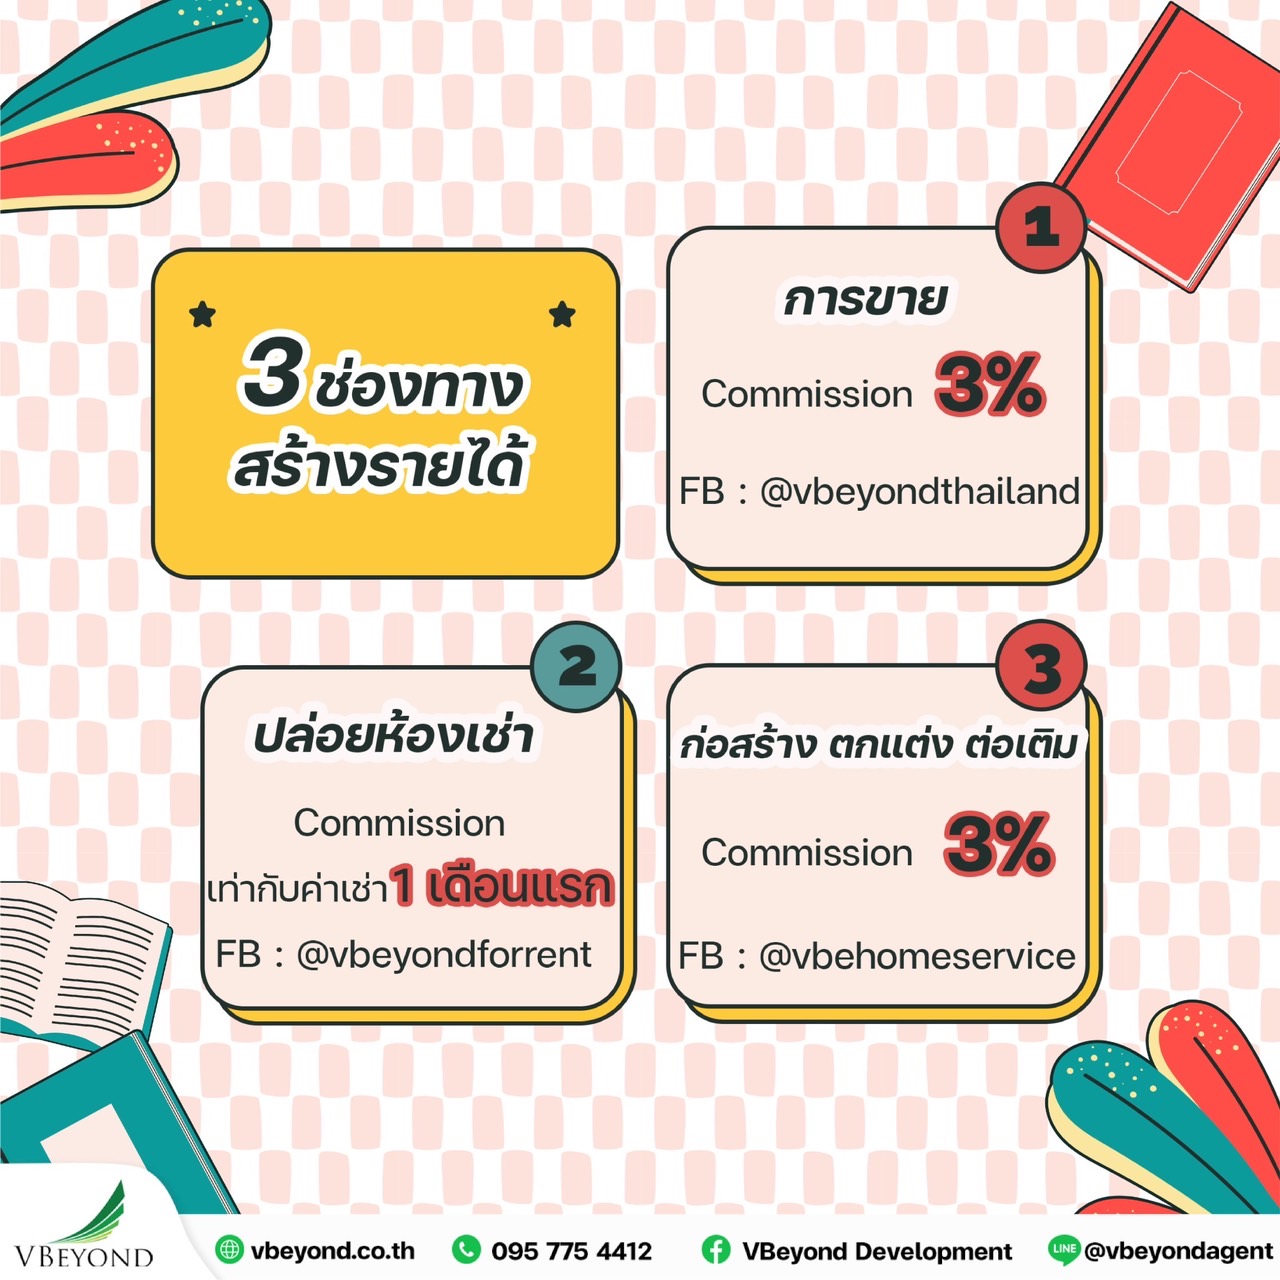 3 ช่องทาง
สร้างรายได้
1
การขาย
Commission 3%
FB : @vbeyondthailand
2
ปล่อยห้องเช่า
Commission
เท่ากับค่าเช่า 1 เดือนแรก
FB : @vbeyondforrent
3
ก่อสร้าง ตกแต่ง ต่อเติม
Commission 3%
FB : @vbehomeservice
VBEYOND
vbeyond.co.th
095 775 4412
VBeyond Development
LINE @vbeyondagent